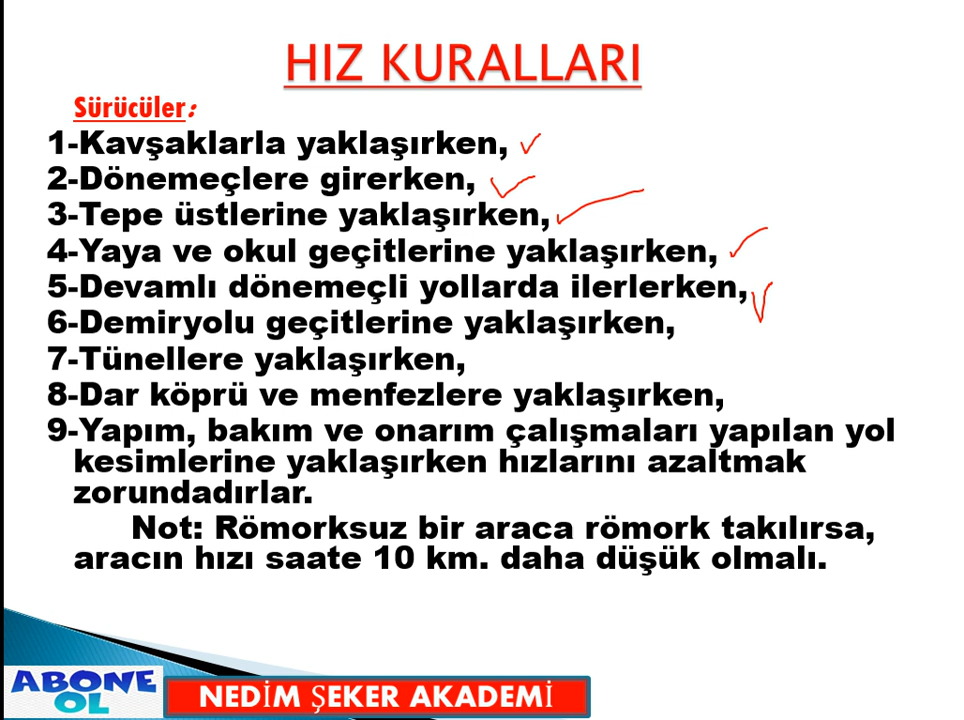 HIZ KURALLARI
Sürücüler:
1-Kavşaklarla yaklaşırken,
2-Dönemeçlere girerken,
3-Tepe üstlerine yaklaşırken,
4-Yaya ve okul geçitlerine yaklaşırken,
5-Devamlı dönemeçli yollarda ilerlerken,
6-Demiryolu geçitlerine yaklaşırken,
7-Tünellere yaklaşırken,
8-Dar köprü ve menfezlere yaklaşırken,
9-Yapım, bakım ve onarım çalışmaları yapılan yol
kesimlerine yaklaşırken hızlarını azaltmak
zorundadırlar.
Not: Römorksuz bir araca römork takılırsa,
aracın hızı saate 10 km. daha düşük olmalı.
ABONE
OL
NEDİM ŞEKER AKADEMİ